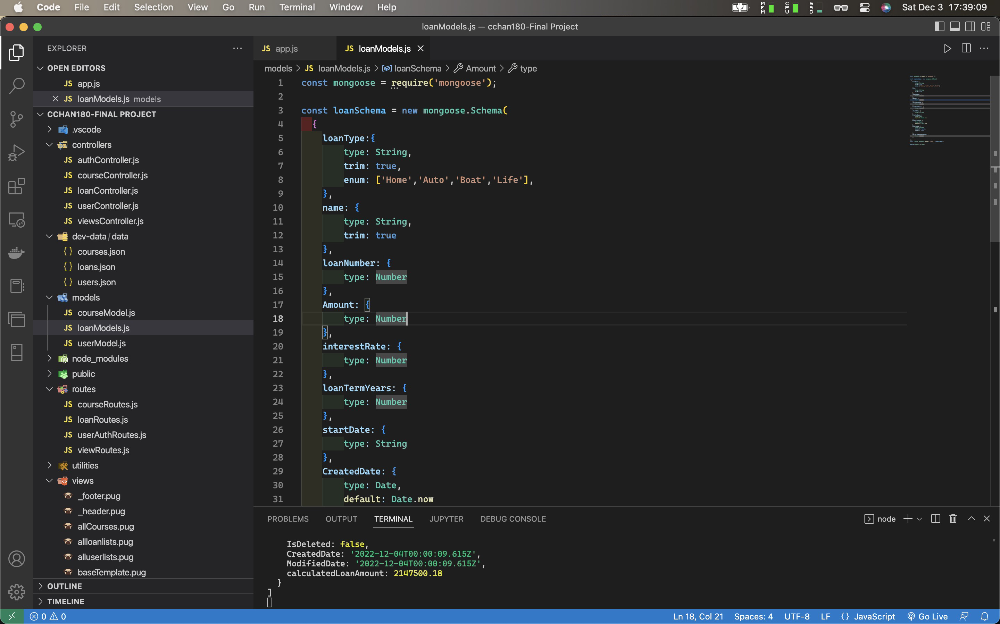 Code File Edit Selection View Go Run Terminal Window Help MEM CPU SSD Sat Dec 3 17:39:09
loanModels.js — cchan180-Final Project
EXPLORER
OPEN EDITORS
JS app.js
JS loanModels.js models
CCHAN180-FINAL PROJECT
.vscode
controllers
JS authController.js
JS courseController.js
JS loanController.js
JS userController.js
JS viewsController.js
dev-data/data
{} courses.json
{} loans.json
{} users.json
models
JS courseModel.js
JS loanModels.js
JS userModel.js
node_modules
public
routes
JS courseRoutes.js
JS loanRoutes.js
JS userAuthRoutes.js
JS viewRoutes.js
utilities
views
_footer.pug
_header.pug
allCourses.pug
allloanlists.pug
alluserlists.pug
baseTemplate.pug
OUTLINE
TIMELINE
JS app.js JS loanModels.js
models > JS loanModels.js > loanSchema > Amount > type
1 const mongoose = require('mongoose');
2
3 const loanSchema = new mongoose.Schema(
4 {
5 loanType:{
6 type: String,
7 trim: true,
8 enum: ['Home','Auto','Boat','Life'],
9 },
10 name: {
11 type: String,
12 trim: true
13 },
14 loanNumber: {
15 type: Number
16 },
17 Amount: {
18 type: Number
19 },
20 interestRate: {
21 type: Number
22 },
23 loanTermYears: {
24 type: Number
25 },
26 startDate: {
27 type: String
28 },
29 CreatedDate: {
30 type: Date,
31 default: Date.now
PROBLEMS OUTPUT TERMINAL JUPYTER DEBUG CONSOLE node
IsDeleted: false,
CreatedDate: '2022-12-04T00:00:09.615Z',
ModifiedDate: '2022-12-04T00:00:09.615Z',
calculatedLoanAmount: 2147500.18
}
]
0 0 Ln 18, Col 21 Spaces: 4 UTF-8 LF {} JavaScript Go Live